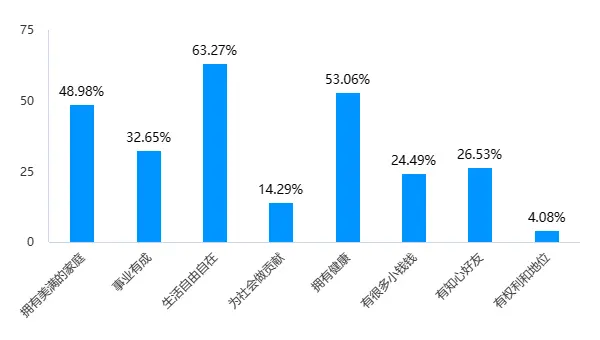 75
50
25
0
48.98%
32.65%
63.27%
14.29%
53.06%
24.49%
26.53%
4.08%
拥有美满的家庭
事业有成
生活自由自在
为社会做贡献
拥有健康
有很多小钱钱
有知心好友
有权利和地位